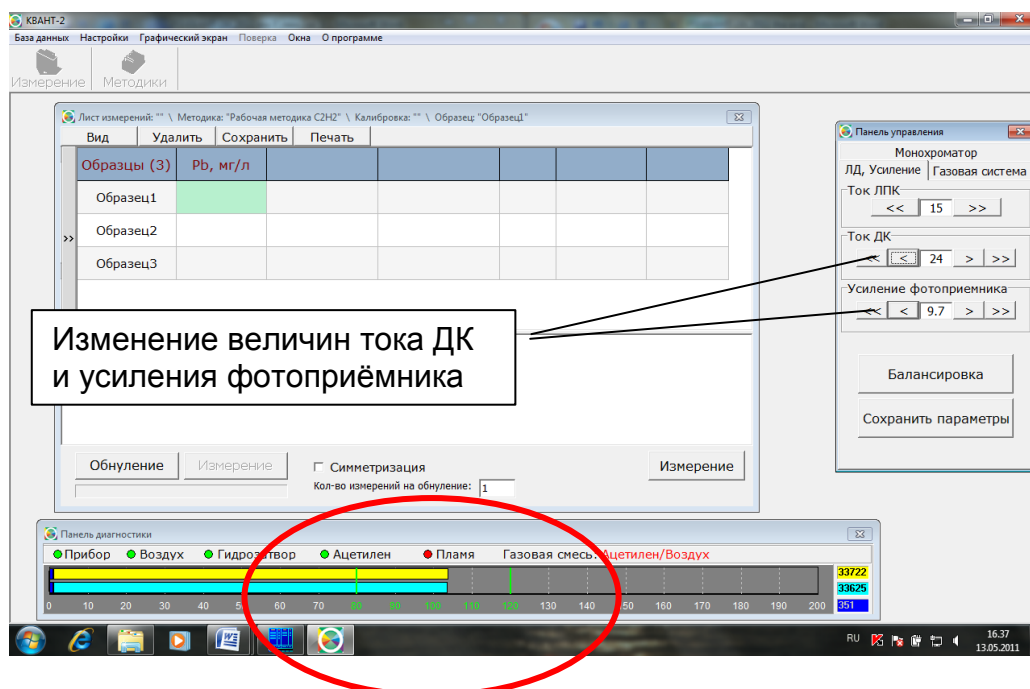 КВАНТ-2
База данных Настройки Графический экран Поверка Окна О программе
Измерение Методики
Лист измерений: "" \ Методика: "Рабочая методика C2H2" \ Калибровка: "" \ Образец: "Образец1"
Вид Удалить Сохранить Печать
Образцы (3) Pb, мг/л
Образец1
Образец2
>>
Образец3
Изменение величин тока ДК
и усиления фотоприёмника
Обнуление Измерение Симметризация Измерение
Кол-во измерений на обнуление: 1
Панель управления
Монохроматор
ЛД, Усиление Газовая система
Ток ЛПК
<< 15 >>
Ток ДК
<< < 24 > >>
Усиление фотоприемника
<< < 9.7 > >>
Балансировка
Сохранить параметры
Панель диагностики
Прибор Воздух Гидрозатвор Ацетилен Пламя Газовая смесь: Ацетилен/Воздух
33722
33625
0 10 20 30 40 50 60 70 80 90 100 110 120 130 140 150 160 170 180 190 200 351
RU 16.37
13.05.2011